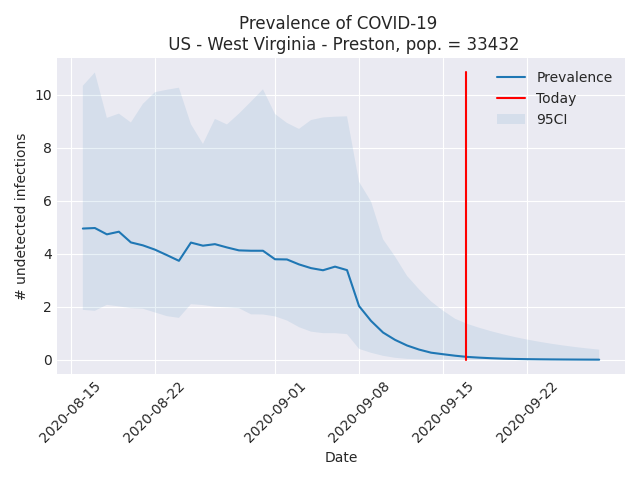 Prevalence of COVID-19
US - West Virginia - Preston, pop. = 33432
Prevalence
Today
95CI
# undetected infections
10
8
6
4
2
0
2020-08-15
2020-08-22
2020-09-01
2020-09-08
2020-09-15
2020-09-22
Date